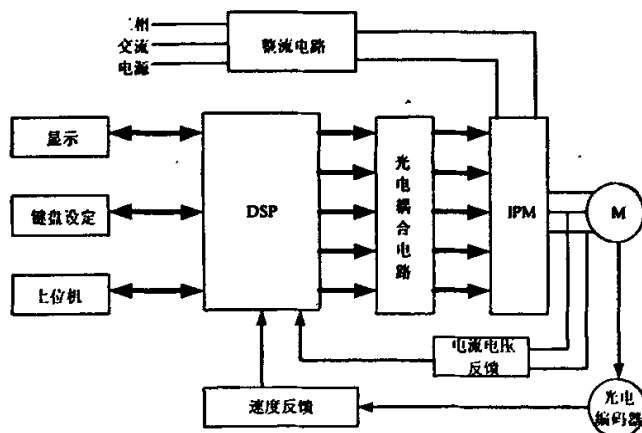 三相
交流
电源
整流电路
显示
键盘设定
上位机
DSP
光
电
耦
合
电
路
IPM
M
电流电压
反馈
速度反馈
光电
编码器